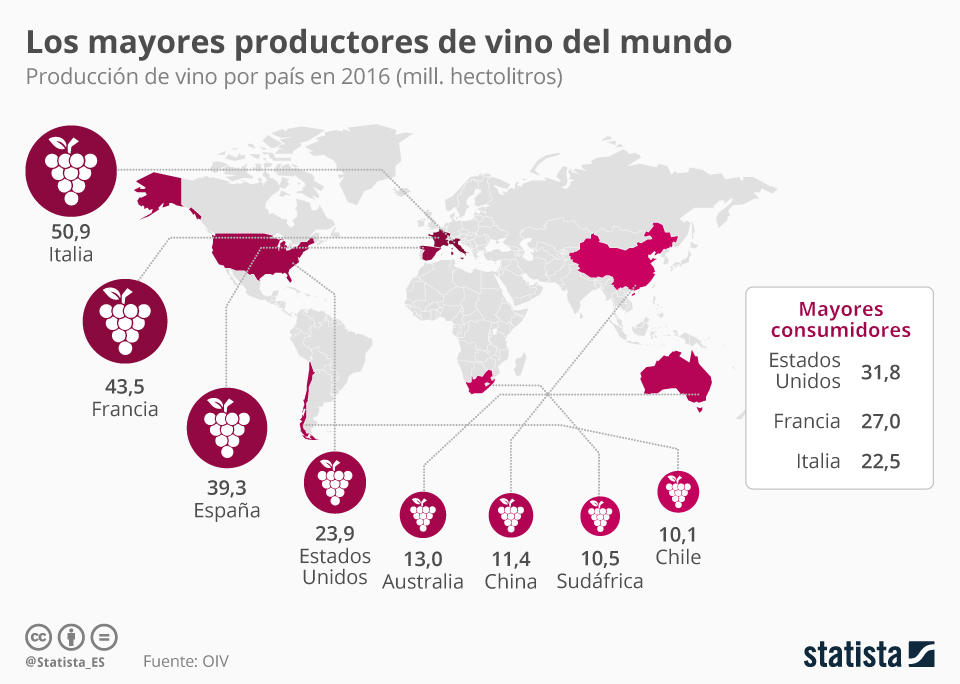 Los mayores productores de vino del mundo
Producción de vino por país en 2016 (mill. hectolitros)
50,9
Italia
43,5
Francia
39,3
España
23,9
Estados
Unidos
13,0
Australia
11,4
China
10,5
Sudáfrica
10,1
Chile
Mayores
consumidores
Estados
Unidos 31,8
Francia 27,0
Italia 22,5
cc
@Statista_ES Fuente: OIV
statista